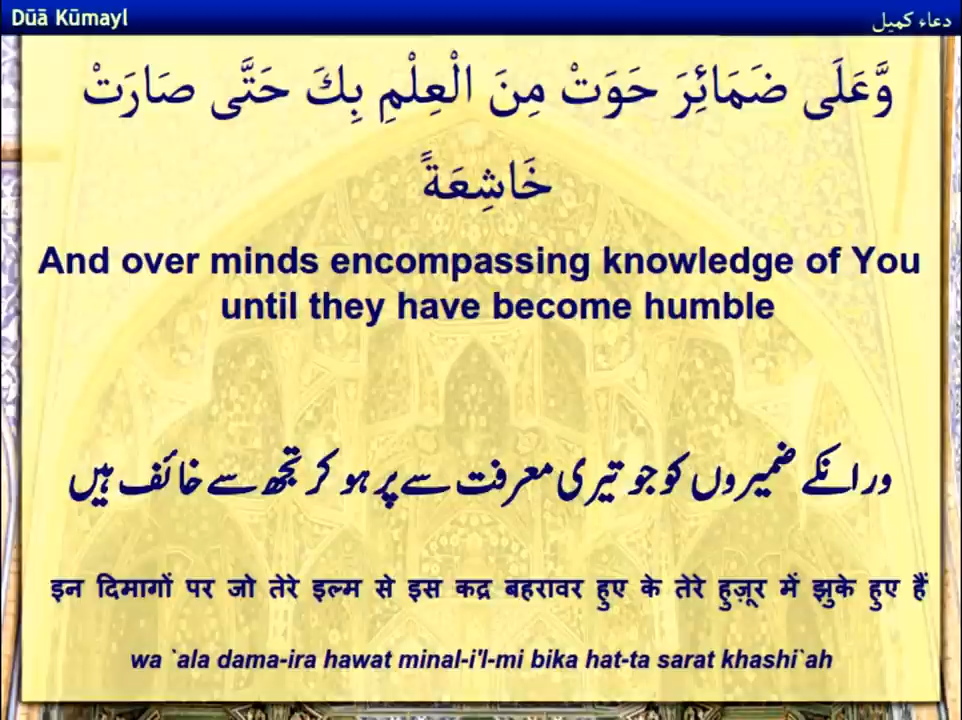 Dūā Kūmayl
دعاء كميل
وَّعَلَى ضَمَائِرَ حَوَتْ مِنَ الْعِلْمِ بِكَ حَتَّى صَارَتْ
خَاشِعَةً
And over minds encompassing knowledge of You
until they have become humble
ورانکے ضمیروں کو جو تیری معرفت سے پر ہو کر تجھ سے خائف ہیں
इन दिमागों पर जो तेरे इल्म से इस कद्र बहरावर हुए के तेरे हुज़ूर में झुके हुए हैं
wa `ala dama-ira hawat minal-i'l-mi bika hat-ta sarat khashi`ah